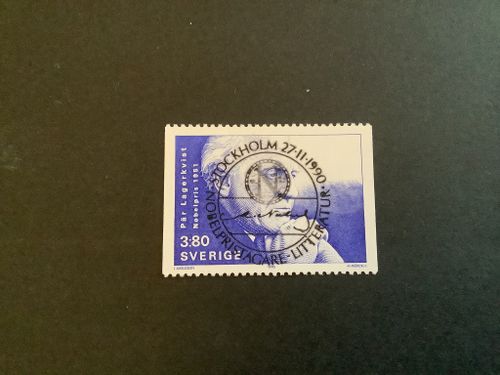 Pär Lagerkvist
Nobelpris 1951
3:80
SVERIGE
STOCKHOLM 27·11·1990·
NOBELPRISTAGARE·LITTERATUR·